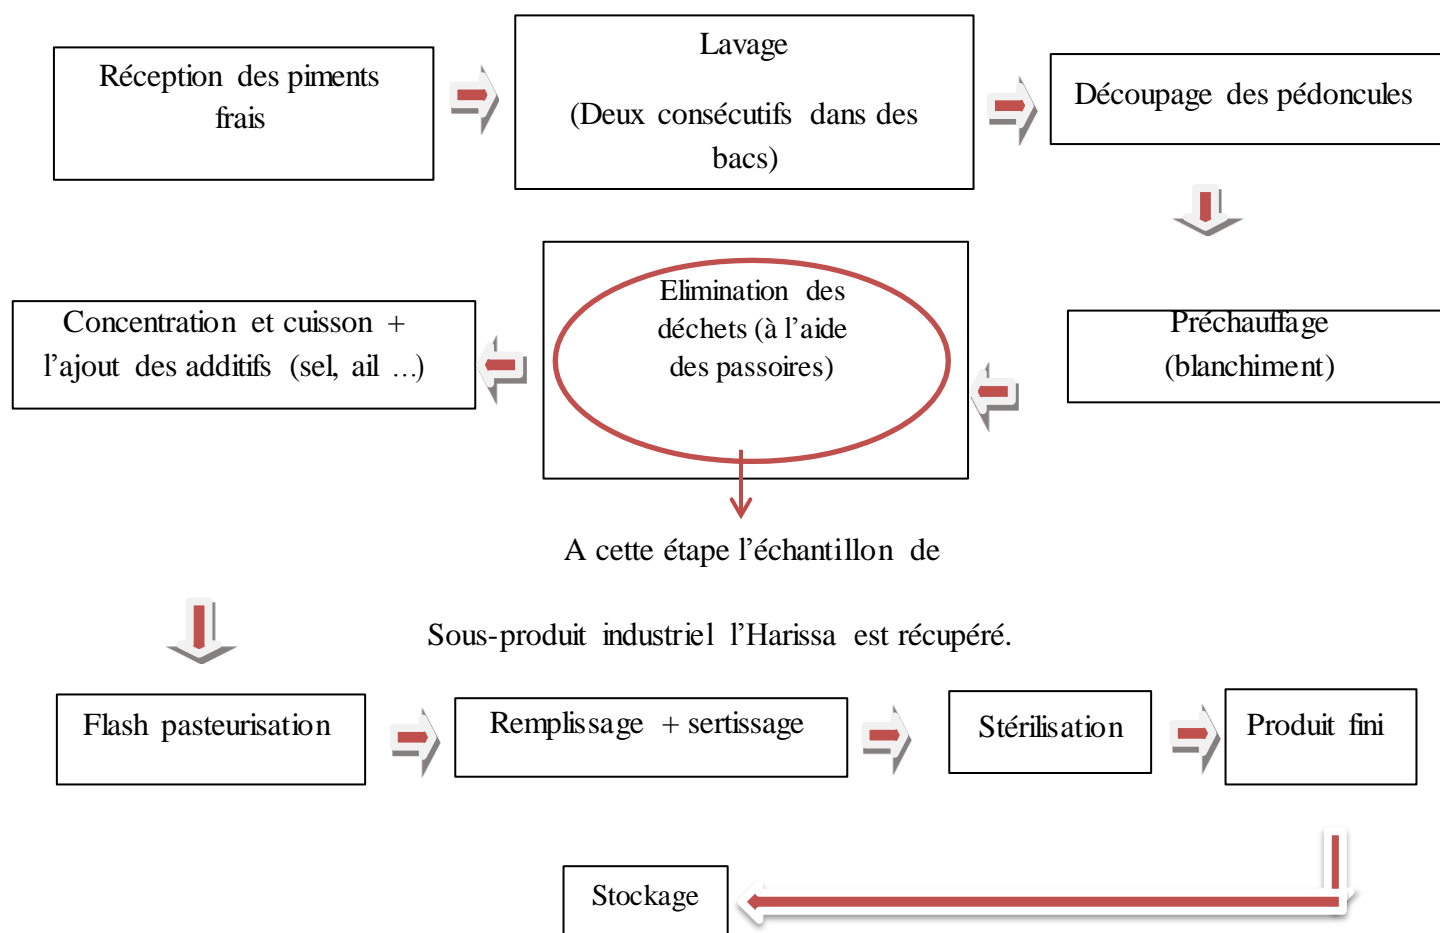 Réception des piments
frais
Lavage
(Deux consécutifs dans des
bacs)
Découpage des pédoncules
Préchauffage
(blanchiment)
Elimination des
déchets (à l'aide
des passoires)
Concentration et cuisson +
l'ajout des additifs (sel, ail ...)
A cette étape l'échantillon de
Sous-produit industriel l'Harissa est récupéré.
Flash pasteurisation
Remplissage + sertissage
Stérilisation
Produit fini
Stockage